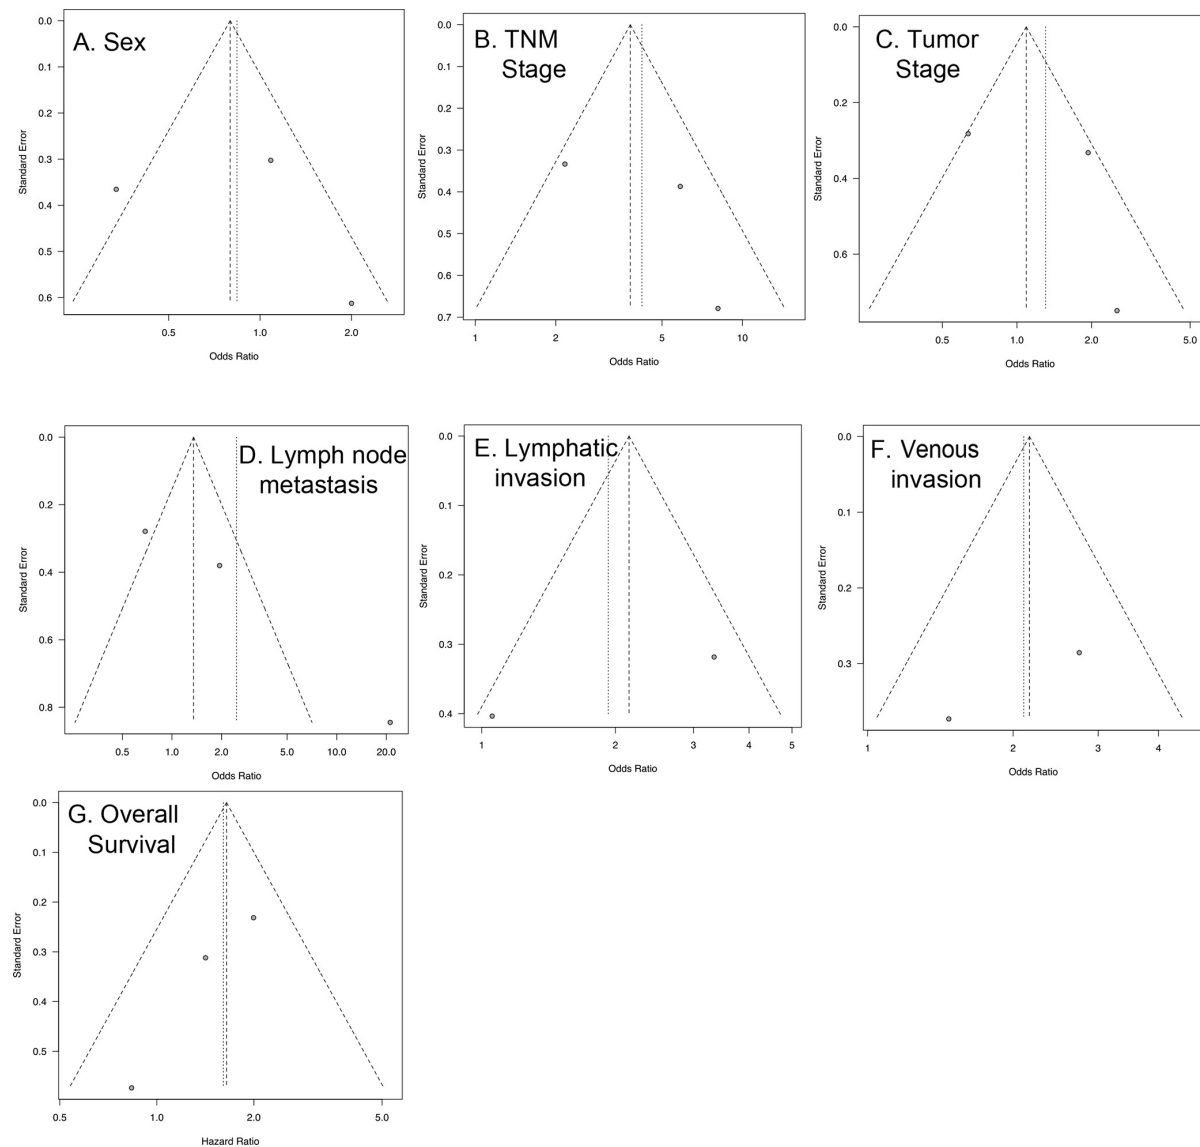 A. Sex
0.0
0.1
0.2
0.3
0.4
0.5
0.6
Standard Error
0.5
1.0
2.0
Odds Ratio
B. TNM
Stage
0.0
0.1
0.2
0.3
0.4
0.5
0.6
0.7
Standard Error
1
2
5
10
Odds Ratio
C. Tumor
Stage
0.0
0.2
0.4
0.6
Standard Error
0.5
1.0
2.0
5.0
Odds Ratio
D. Lymph node
metastasis
0.0
0.2
0.4
0.6
0.8
Standard Error
0.5
1.0
2.0
5.0
10.0
20.0
Odds Ratio
E. Lymphatic
invasion
0.0
0.1
0.2
0.3
0.4
Standard Error
1
2
3
4
5
Odds Ratio
F. Venous
invasion
0.0
0.1
0.2
0.3
Standard Error
1
2
3
4
Odds Ratio
G. Overall
Survival
0.0
0.1
0.2
0.3
0.4
0.5
Standard Error
0.5
1.0
2.0
5.0
Hazard Ratio